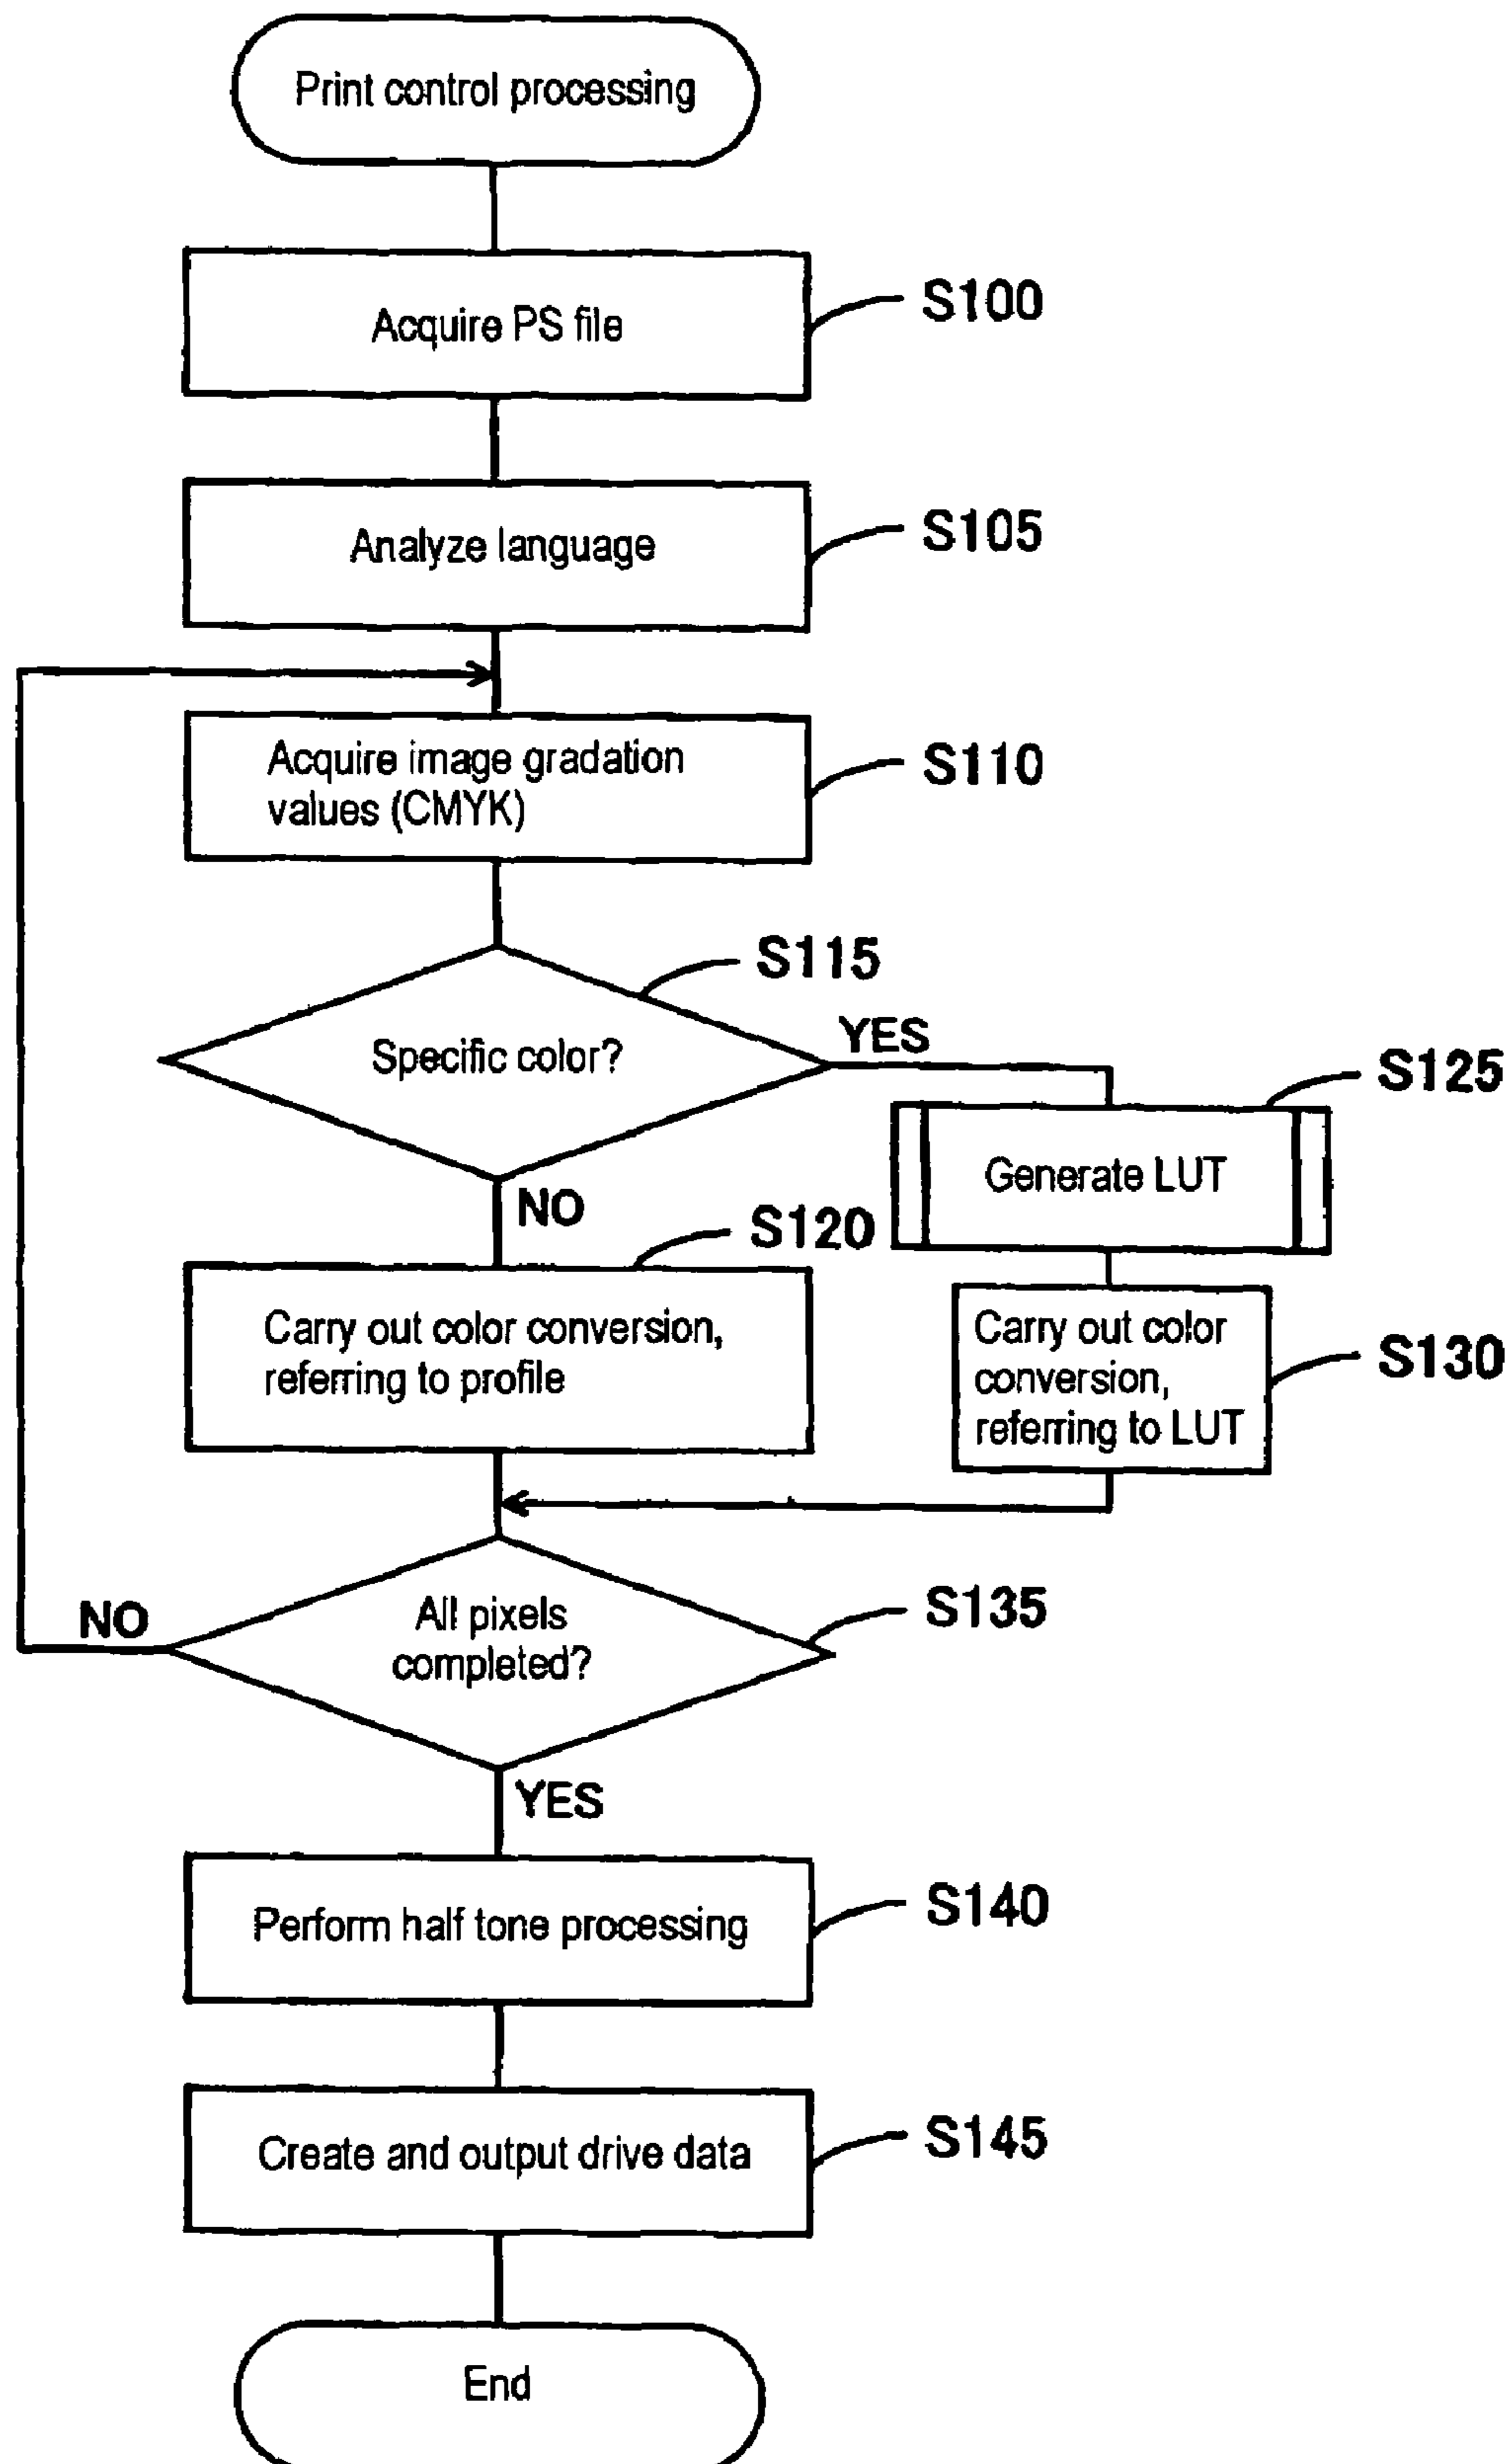 Print control processing
Acquire PS file
S100
Analyze language
S105
Acquire image gradation
values (CMYK)
S110
S115
Specific color?
YES
S125
Generate LUT
NO
S120
Carry out color conversion,
referring to profile
Carry out color
conversion,
referring to LUT
S130
All pixels
completed?
S135
NO
YES
Perform half tone processing
S140
Create and output drive data
S145
End